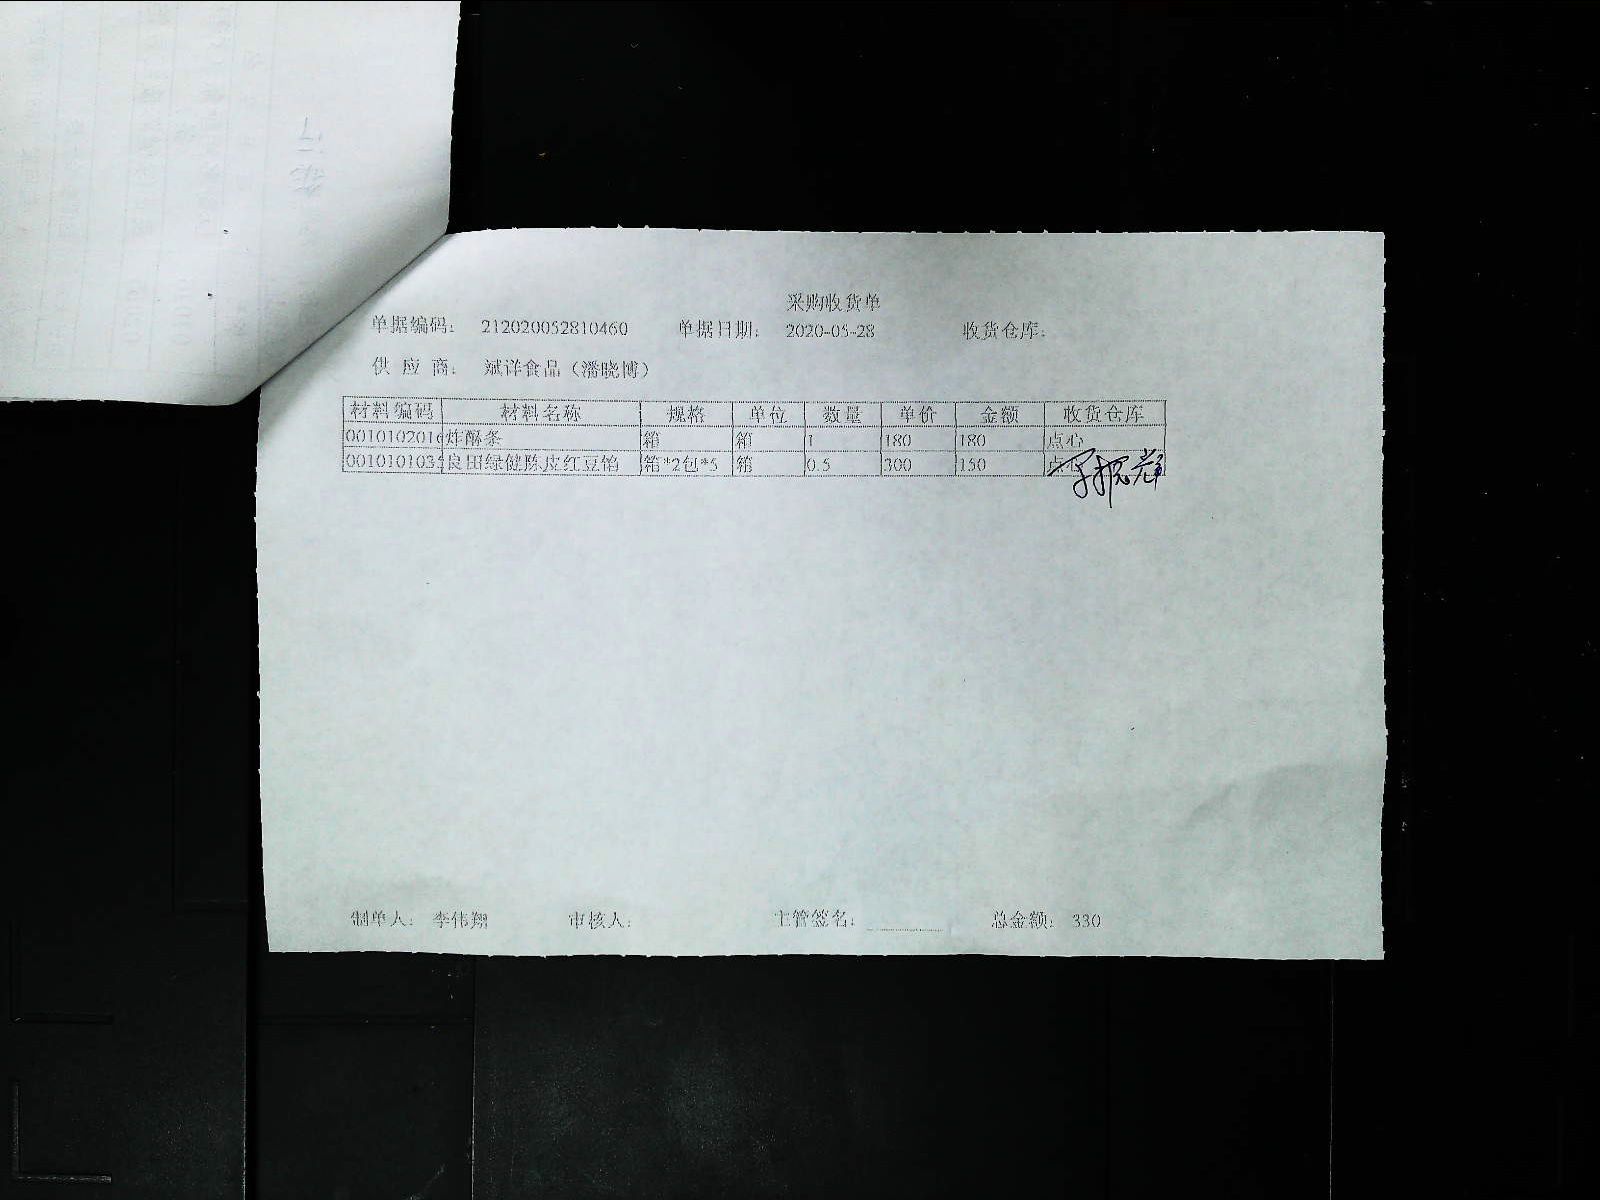 采购收货单
单据编码: 212020052810460 单据日期: 2020-05-28 收货仓库:
供应商: 斌详食品（潘晓博）
材料编码 材料名称 规格 单位 数量 单价 金额 收货仓库
0010102016 炸酥条 箱 箱 1 180 180 点心
0010101035 良田绿健陈皮红豆馅 箱*2包*5 箱 0.5 300 150 点心
制单人: 李伟翔 审核人: 主管签名: 总金额: 330